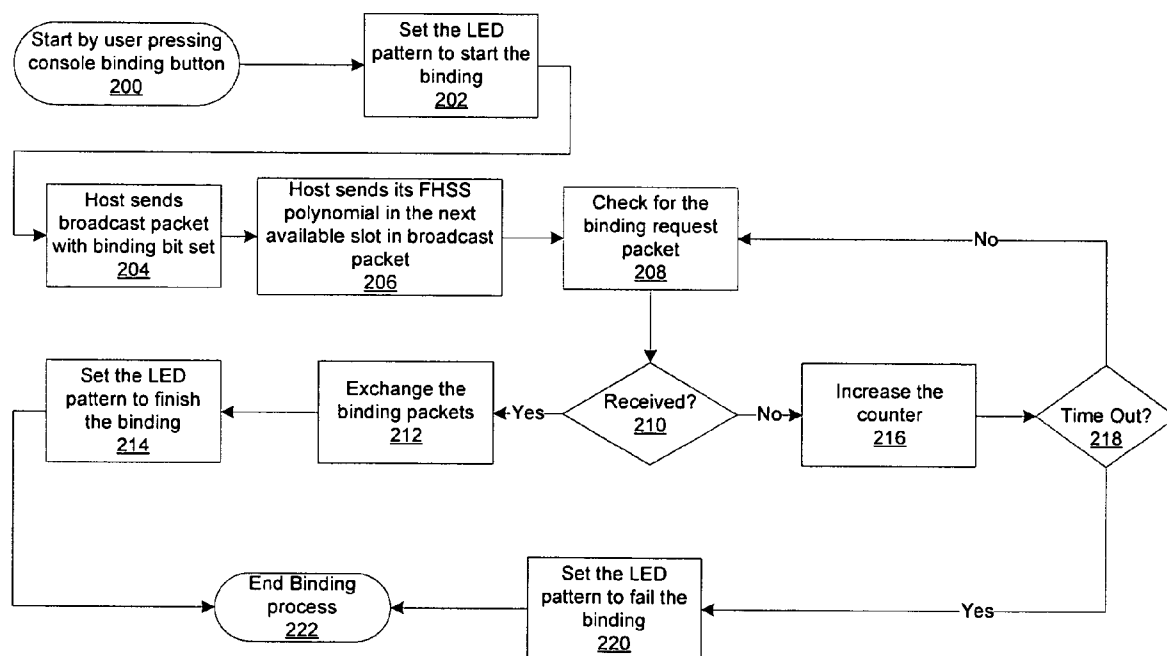 Start by user pressing
console binding button
200
Set the LED
pattern to start the
binding
202
Host sends
broadcast packet
with binding bit set
204
Host sends its FHSS
polynomial in the next
available slot in broadcast
packet
206
Check for the
binding request
packet
208
No
Set the LED
pattern to finish
the binding
214
Exchange the
binding packets
212
Yes
Received?
210
No
Increase the
counter
216
Time Out?
218
End Binding
process
222
Set the LED
pattern to fail the
binding
220
Yes